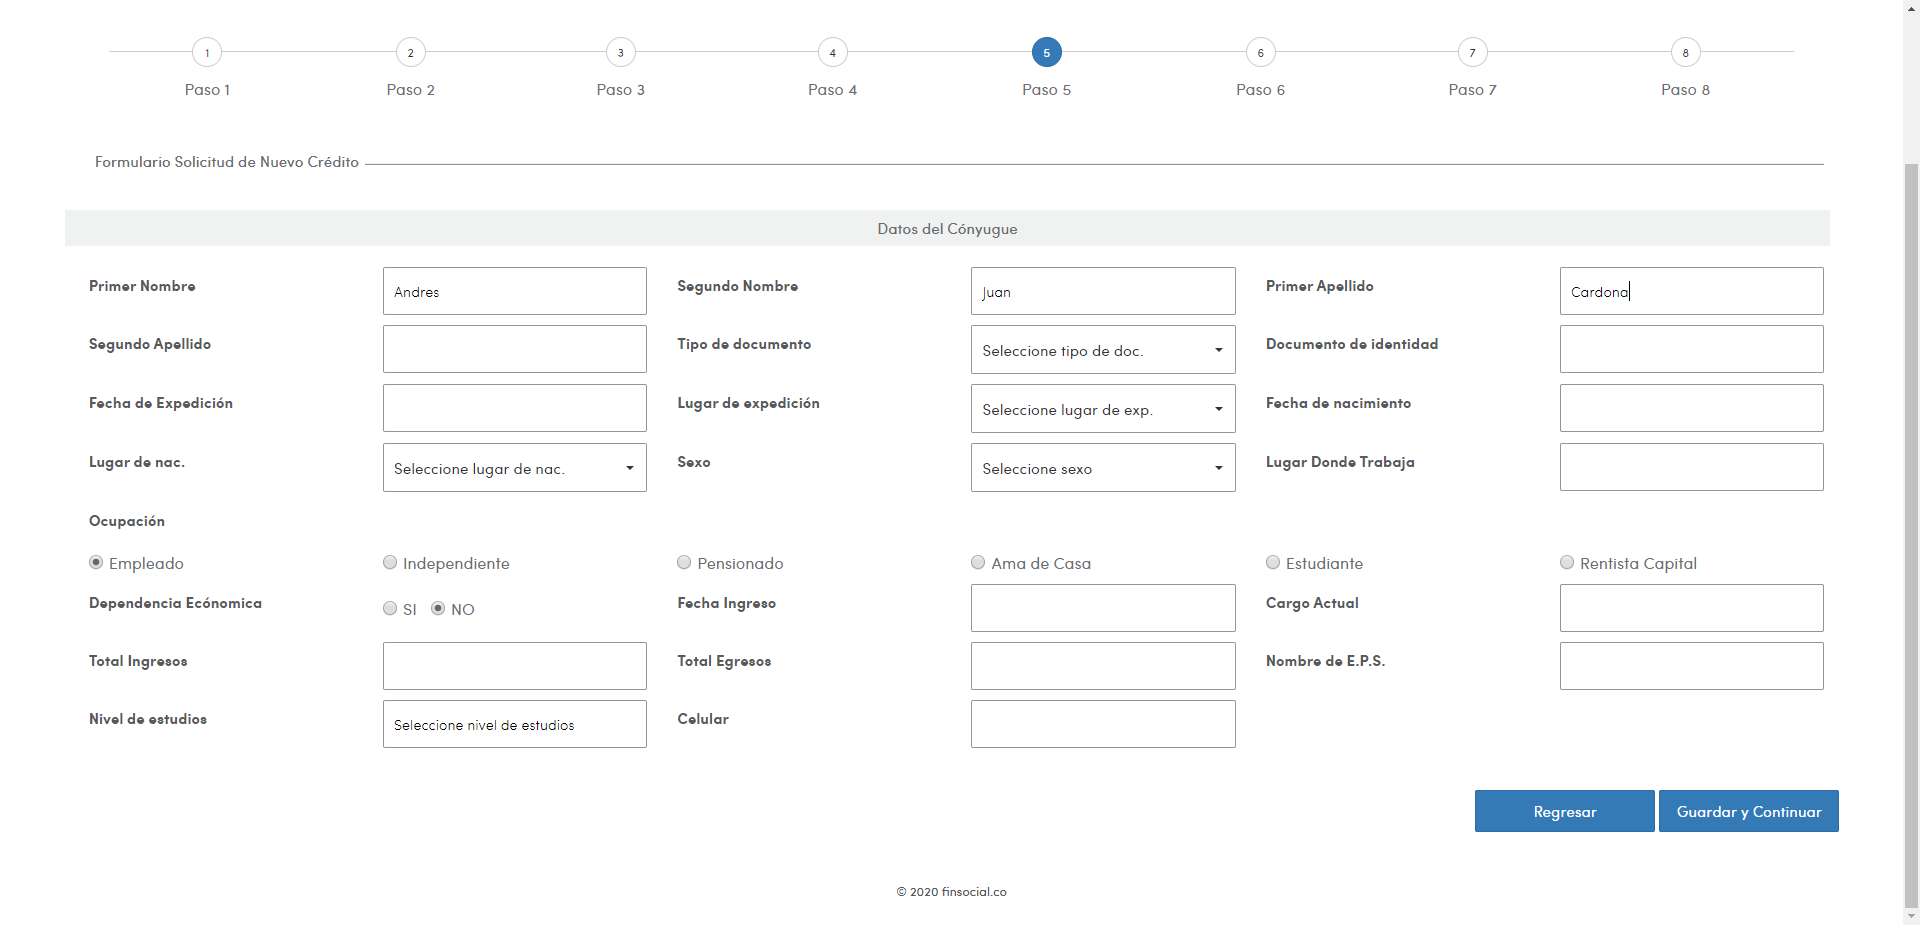 1 2 3 4 5 6 7 8
Paso 1 Paso 2 Paso 3 Paso 4 Paso 5 Paso 6 Paso 7 Paso 8
Formulario Solicitud de Nuevo Crédito
Datos del Cónyugue
Primer Nombre Andres Segundo Nombre Juan Primer Apellido Cardona
Segundo Apellido Tipo de documento Seleccione tipo de doc. Documento de identidad
Fecha de Expedición Lugar de expedición Seleccione lugar de exp. Fecha de nacimiento
Lugar de nac. Seleccione lugar de nac. Sexo Seleccione sexo Lugar Donde Trabaja
Ocupación
Empleado Independiente Pensionado Ama de Casa Estudiante Rentista Capital
Dependencia Ecónomica SI NO Fecha Ingreso Cargo Actual
Total Ingresos Total Egresos Nombre de E.P.S.
Nivel de estudios Seleccione nivel de estudios Celular
Regresar Guardar y Continuar
© 2020 finsocial.co